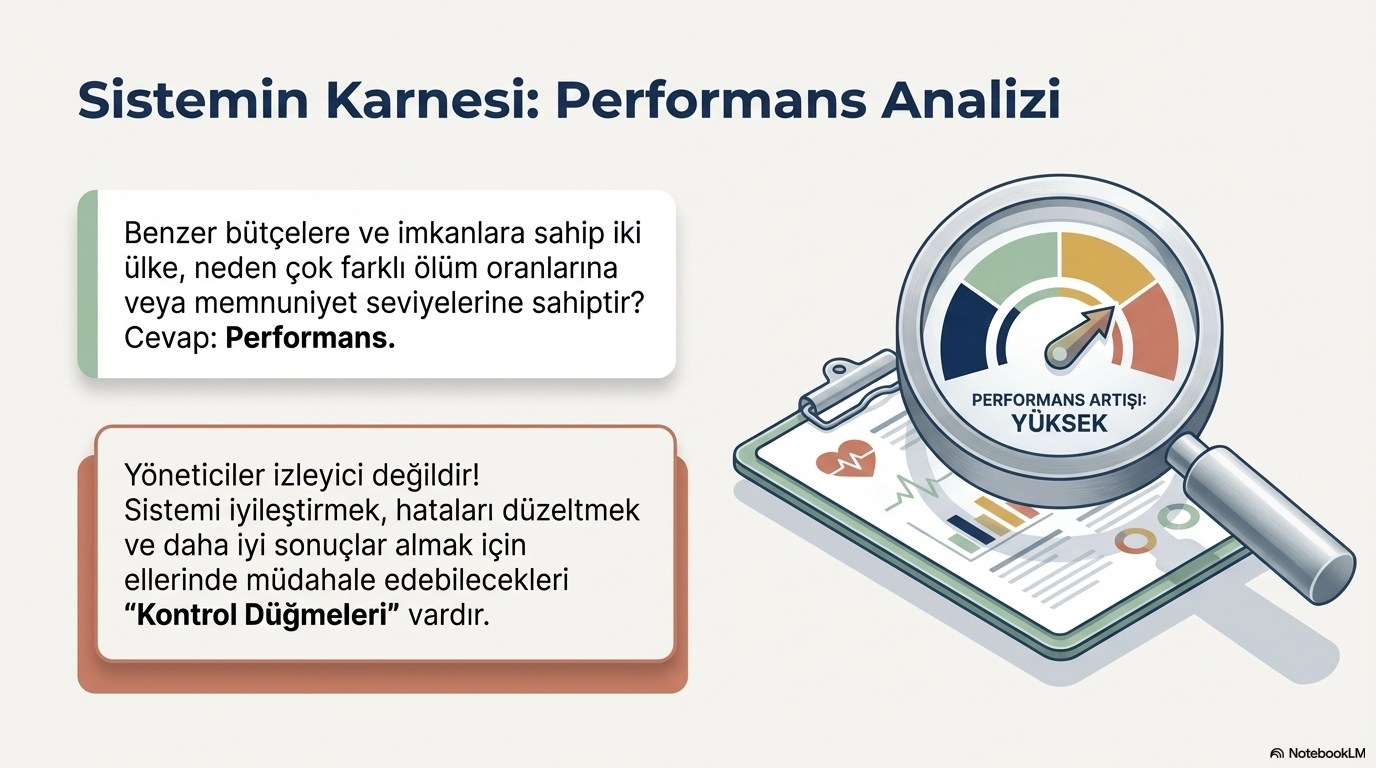 Sistemin Karnesi: Performans Analizi
Benzer bütçelere ve imkanlara sahip iki
ülke, neden çok farklı ölüm oranlarına
veya memnuniyet seviyelerine sahiptir?
Cevap: Performans.
Yöneticiler izleyici değildir!
Sistemi iyileştirmek, hataları düzeltmek
ve daha iyi sonuçlar almak için
ellerinde müdahale edebilecekleri
“Kontrol Düğmeleri” vardır.
PERFORMANS ARTIŞI:
YÜKSEK
NotebookLM